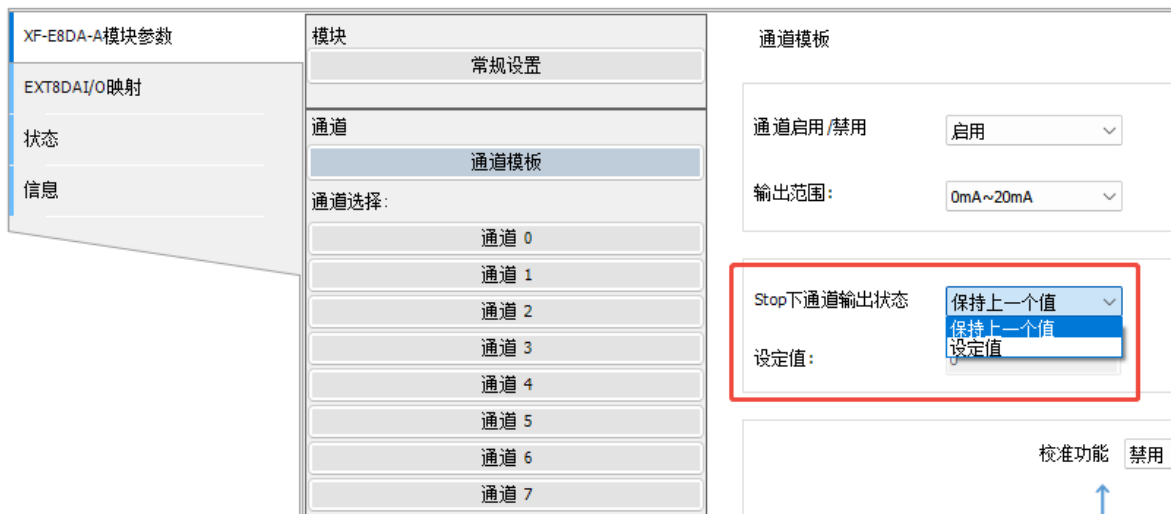 XF-E8DA-A模块参数
EXT8DAI/O映射
状态
信息
模块
常规设置
通道
通道模板
通道选择:
通道 0
通道 1
通道 2
通道 3
通道 4
通道 5
通道 6
通道 7
通道模板
通道启用/禁用
启用
输出范围:
0mA~20mA
Stop下通道输出状态
保持上一个值
保持上一个值
设定值
设定值:
校准功能
禁用